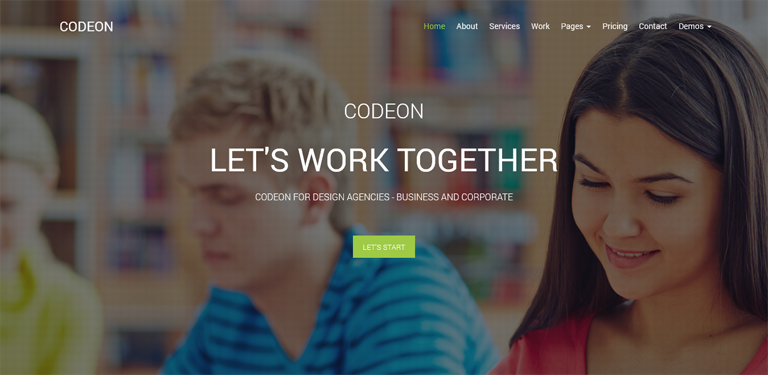 CODEON
Home About Services Work Pages Pricing Contact Demos
CODEON
LET'S WORK TOGETHER
CODEON FOR DESIGN AGENCIES - BUSINESS AND CORPORATE
LET'S START